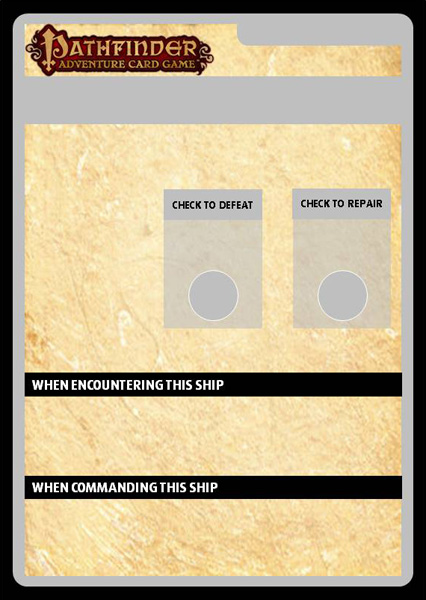 PATHFINDER
ADVENTURE CARD GAME
CHECK TO DEFEAT
CHECK TO REPAIR
WHEN ENCOUNTERING THIS SHIP
WHEN COMMANDING THIS SHIP